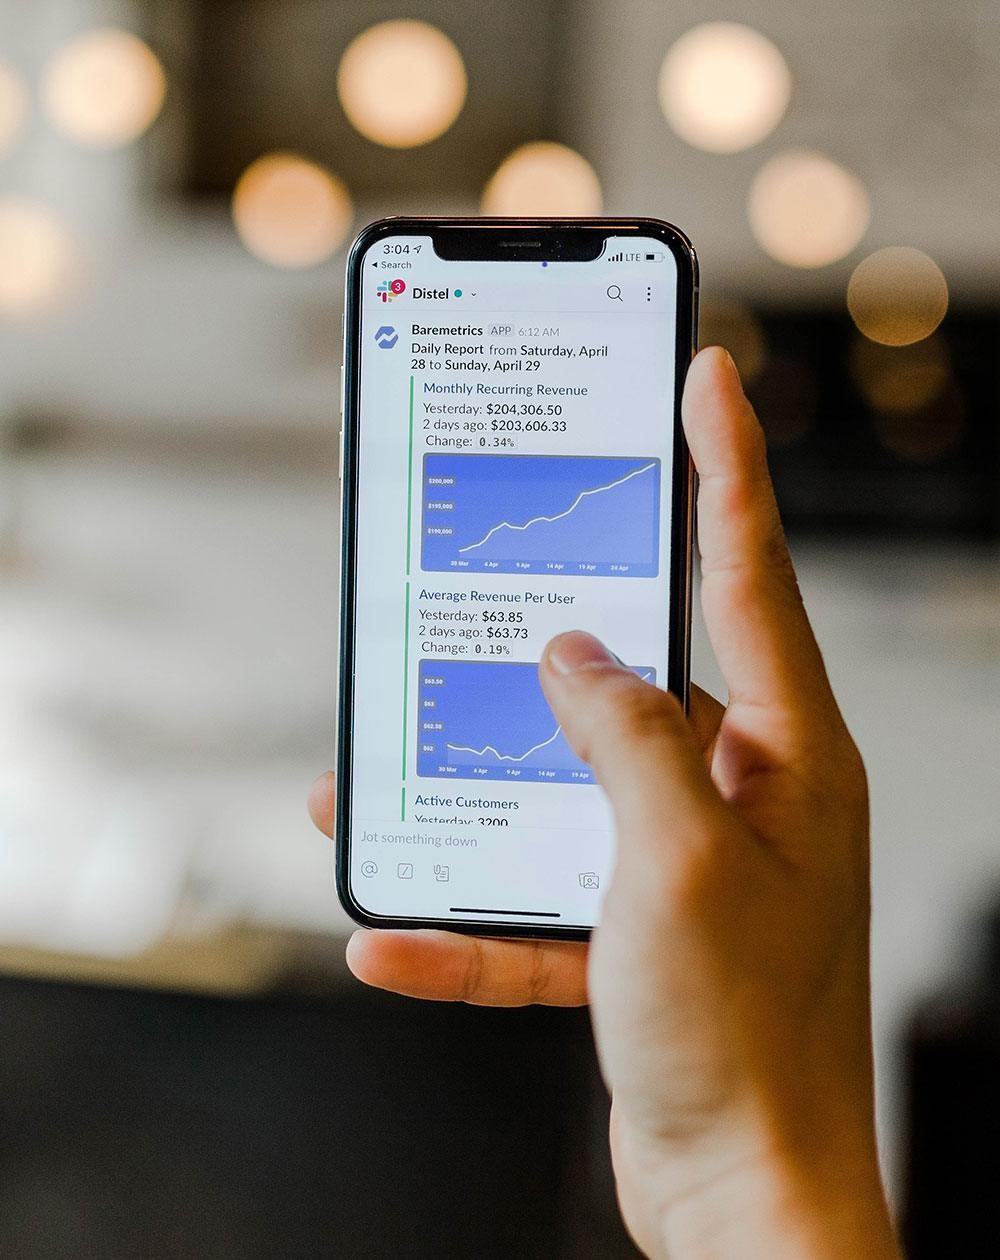 3:04
LTE
◀ Search
3
Distel
Baremetrics APP 6:12 AM
Daily Report from Saturday, April
28 to Sunday, April 29
Monthly Recurring Revenue
Yesterday: $204,306.50
2 days ago: $203,606.33
Change: 0.34%
$200,000
$195,000
$190,000
30 Mar 4 Apr 9 Apr 14 Apr 19 Apr 24 Apr
Average Revenue Per User
Yesterday: $63.85
2 days ago: $63.73
Change: 0.19%
$63.50
$63
$62.50
$62
30 Mar 4 Apr 9 Apr 14 Apr 19 Apr
Active Customers
Yesterday: 3200
Jot something down
@